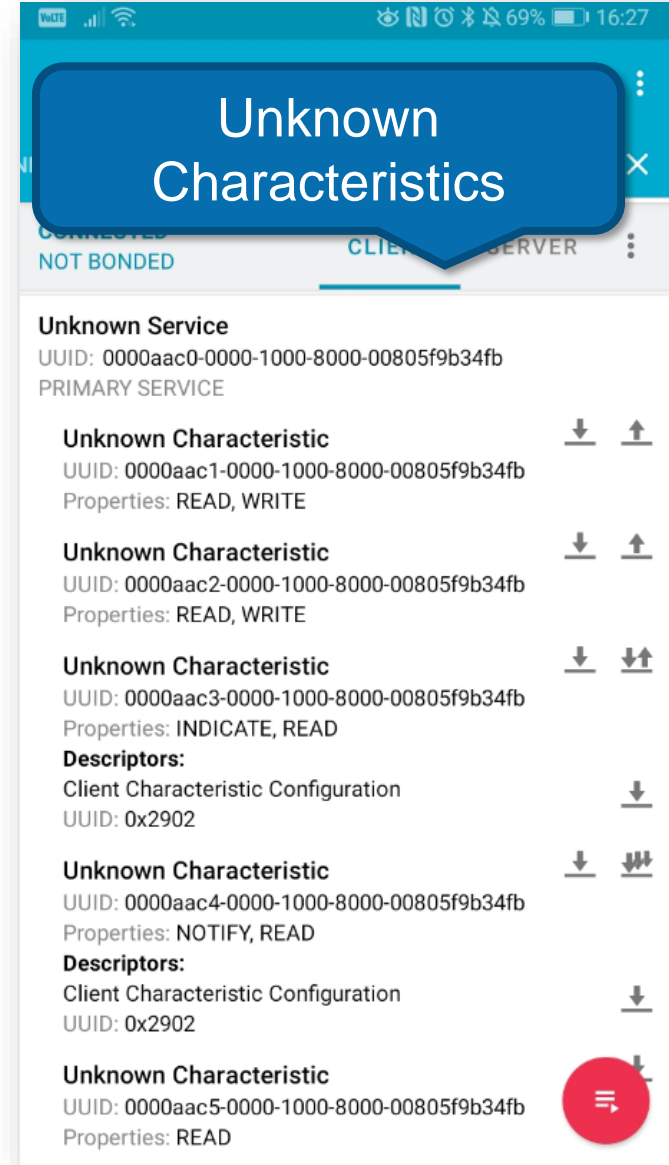 VoLTE 69% 16:27
Unknown
Characteristics
NOT BONDED
SERVER
Unknown Service
UUID: 0000aac0-0000-1000-8000-00805f9b34fb
PRIMARY SERVICE
Unknown Characteristic
UUID: 0000aac1-0000-1000-8000-00805f9b34fb
Properties: READ, WRITE
Unknown Characteristic
UUID: 0000aac2-0000-1000-8000-00805f9b34fb
Properties: READ, WRITE
Unknown Characteristic
UUID: 0000aac3-0000-1000-8000-00805f9b34fb
Properties: INDICATE, READ
Descriptors:
Client Characteristic Configuration
UUID: 0x2902
Unknown Characteristic
UUID: 0000aac4-0000-1000-8000-00805f9b34fb
Properties: NOTIFY, READ
Descriptors:
Client Characteristic Configuration
UUID: 0x2902
Unknown Characteristic
UUID: 0000aac5-0000-1000-8000-00805f9b34fb
Properties: READ